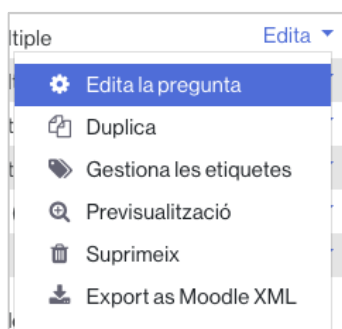 ltiple Edita
Edita la pregunta
Duplica
Gestiona les etiquetes
Previsualització
Suprimeix
Export as Moodle XML